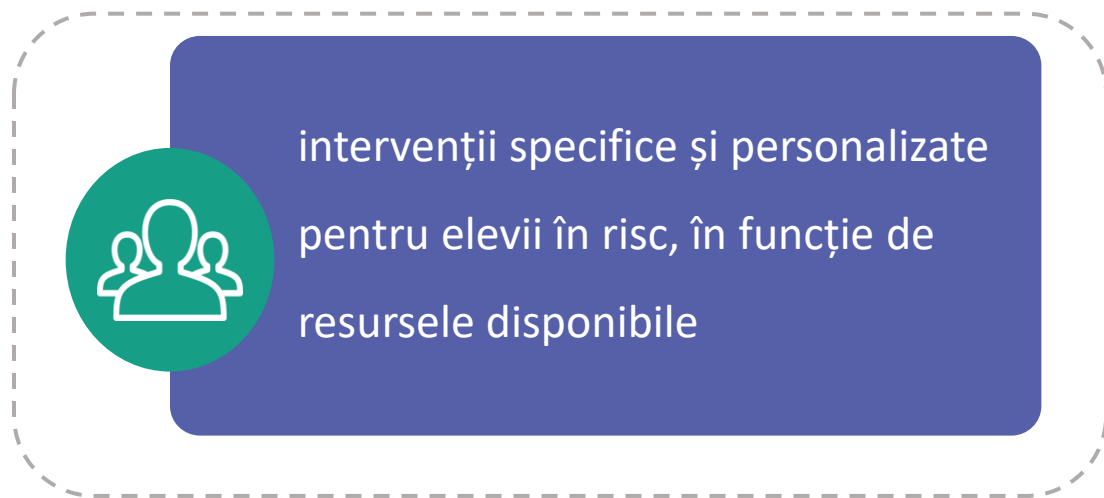 intervenții specifice și personalizate
pentru elevii în risc, în funcție de
resursele disponibile